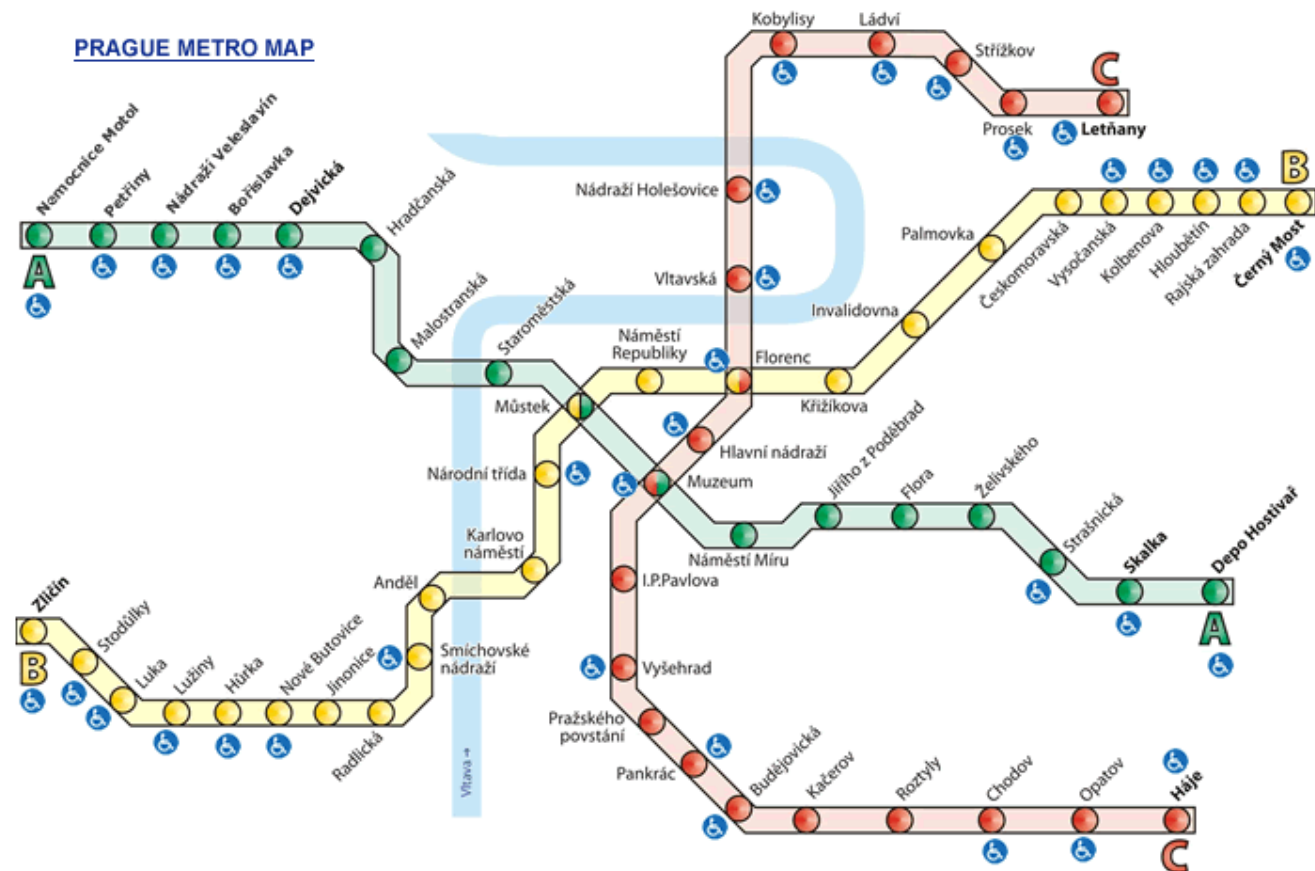 PRAGUE METRO MAP
Kobylisy
Ládví
Střížkov
C
Prosek
Letňany
Nemocnice Motol
Petřiny
Nádraží Veleslavín
Bořislavka
Dejvická
Hradčanská
A
Nádraží Holešovice
B
Palmovka
Českomoravská
Vysočanská
Kolbenova
Hloubětín
Rajská zahrada
Černý Most
Malostranská
Staroměstská
Vltavská
Invalidovna
Náměstí
Republiky
Florenc
Můstek
Křižíkova
Hlavní nádraží
Národní třída
Muzeum
Jiřího z Poděbrad
Flora
Želivského
Strašnická
Skalka
Depo Hostivař
A
Karlovo
náměstí
Náměstí Míru
Anděl
I.P.Pavlova
Zličín
B
Stodůlky
Luka
Lužiny
Hůrka
Nové Butovice
Jinonice
Radlická
Smíchovské
nádraží
Vyšehrad
Pražského
povstání
Pankrác
Budějovická
Kačerov
Roztyly
Chodov
Opatov
Háje
C
Vltava →